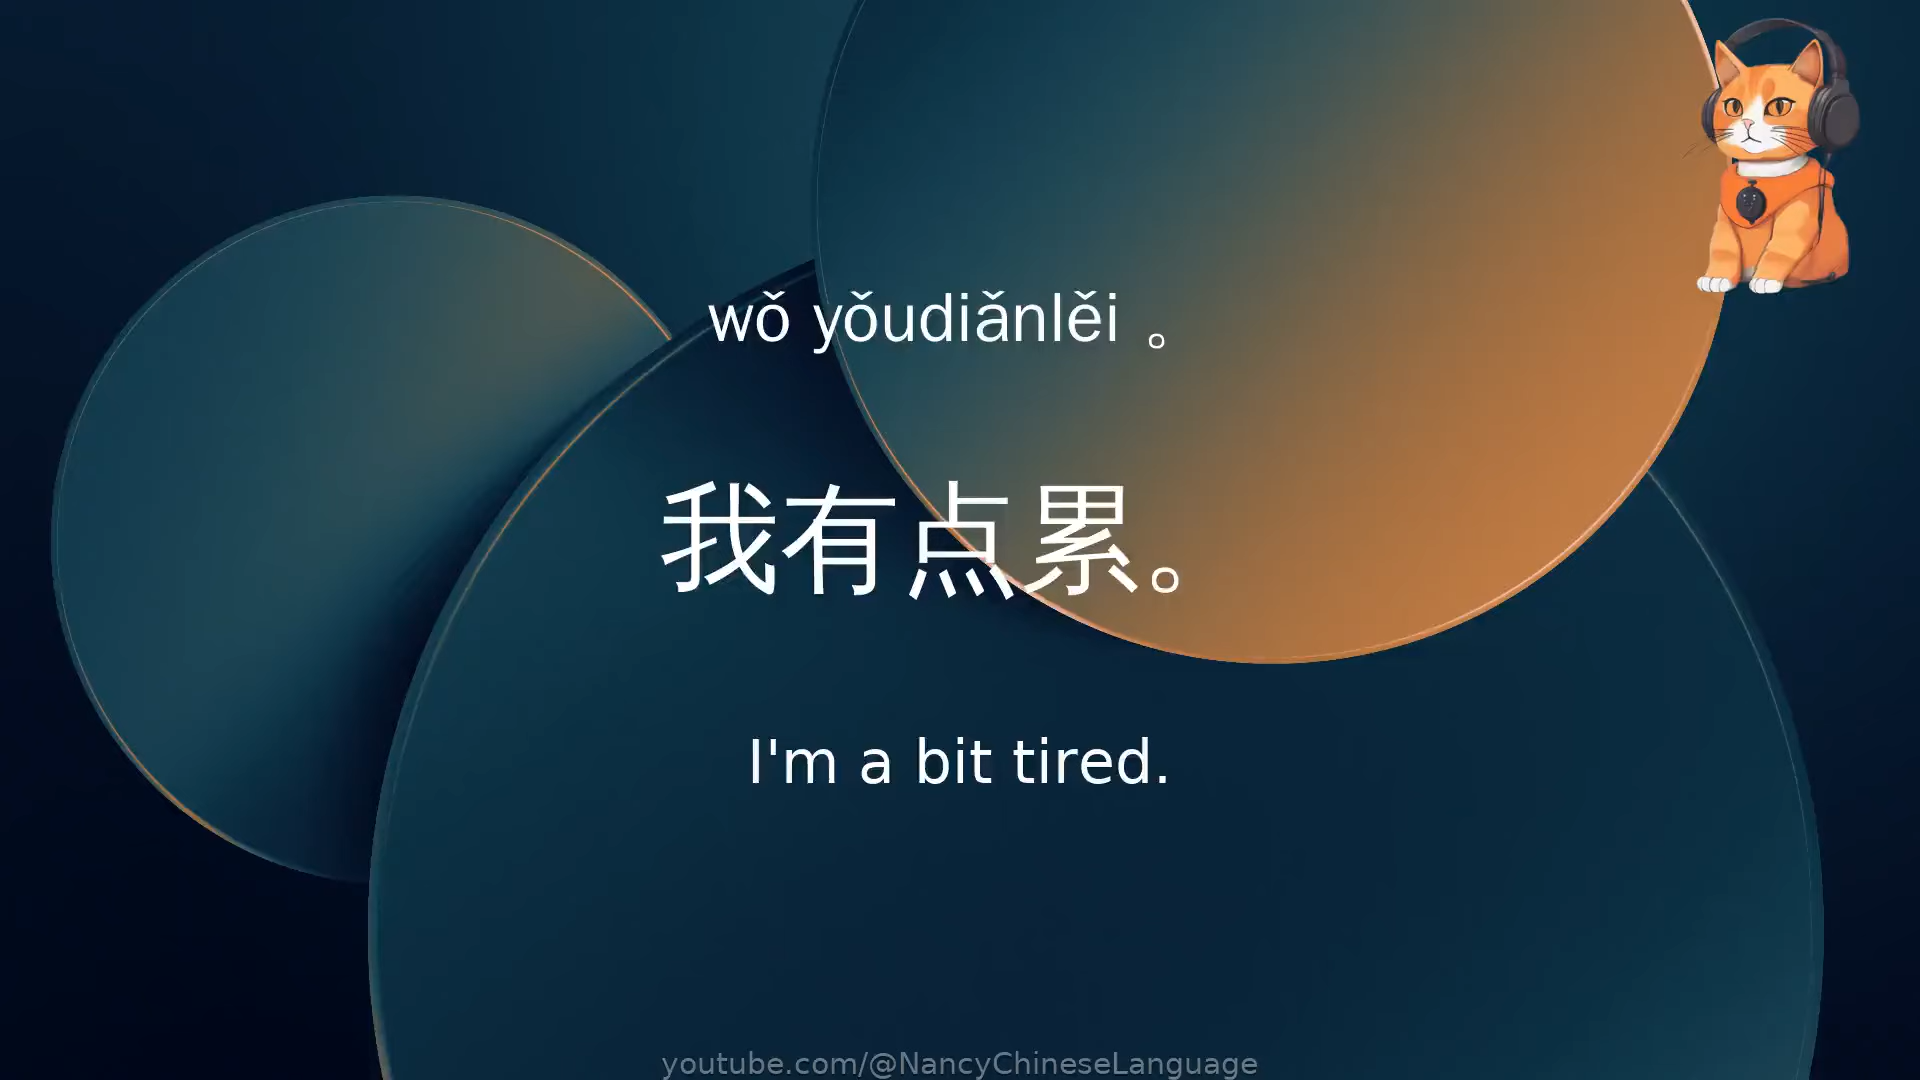 wǒ yǒudiǎnlěi 。
我有点累。
I'm a bit tired.
youtube.com/@NancyChineseLanguage